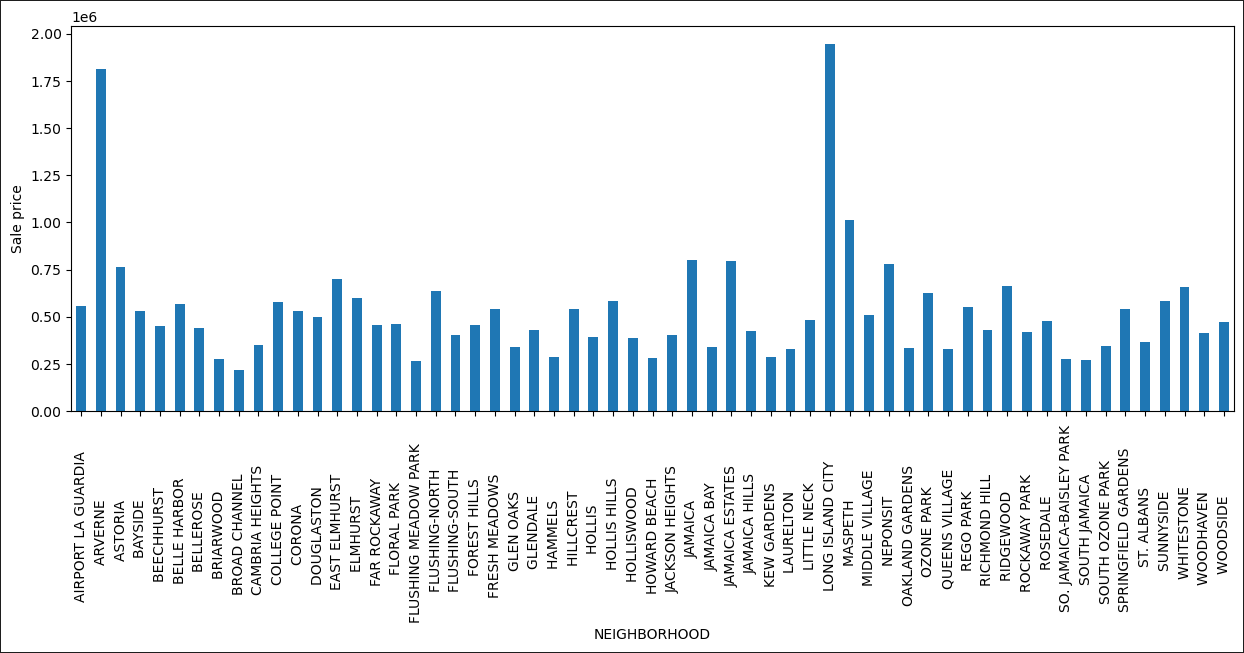 1e6
2.00
1.75
1.50
1.25
1.00
0.75
0.50
0.25
0.00
Sale price
AIRPORT LA GUARDIA
ARVERNE
ASTORIA
BAYSIDE
BEECHHURST
BELLE HARBOR
BELLEROSE
BRIARWOOD
BROAD CHANNEL
CAMBRIA HEIGHTS
COLLEGE POINT
CORONA
DOUGLASTON
EAST ELMHURST
ELMHURST
FAR ROCKAWAY
FLORAL PARK
FLUSHING MEADOW PARK
FLUSHING-NORTH
FLUSHING-SOUTH
FOREST HILLS
FRESH MEADOWS
GLEN OAKS
GLENDALE
HAMMELS
HILLCREST
HOLLIS
HOLLIS HILLS
HOLLISWOOD
HOWARD BEACH
JACKSON HEIGHTS
JAMAICA
JAMAICA BAY
JAMAICA ESTATES
JAMAICA HILLS
KEW GARDENS
LAURELTON
LITTLE NECK
LONG ISLAND CITY
MASPETH
MIDDLE VILLAGE
NEPONSIT
OAKLAND GARDENS
OZONE PARK
QUEENS VILLAGE
REGO PARK
RICHMOND HILL
RIDGEWOOD
ROCKAWAY PARK
ROSEDALE
SO. JAMAICA-BAISLEY PARK
SOUTH JAMAICA
SOUTH OZONE PARK
SPRINGFIELD GARDENS
ST. ALBANS
SUNNYSIDE
WHITESTONE
WOODHAVEN
WOODSIDE
NEIGHBORHOOD